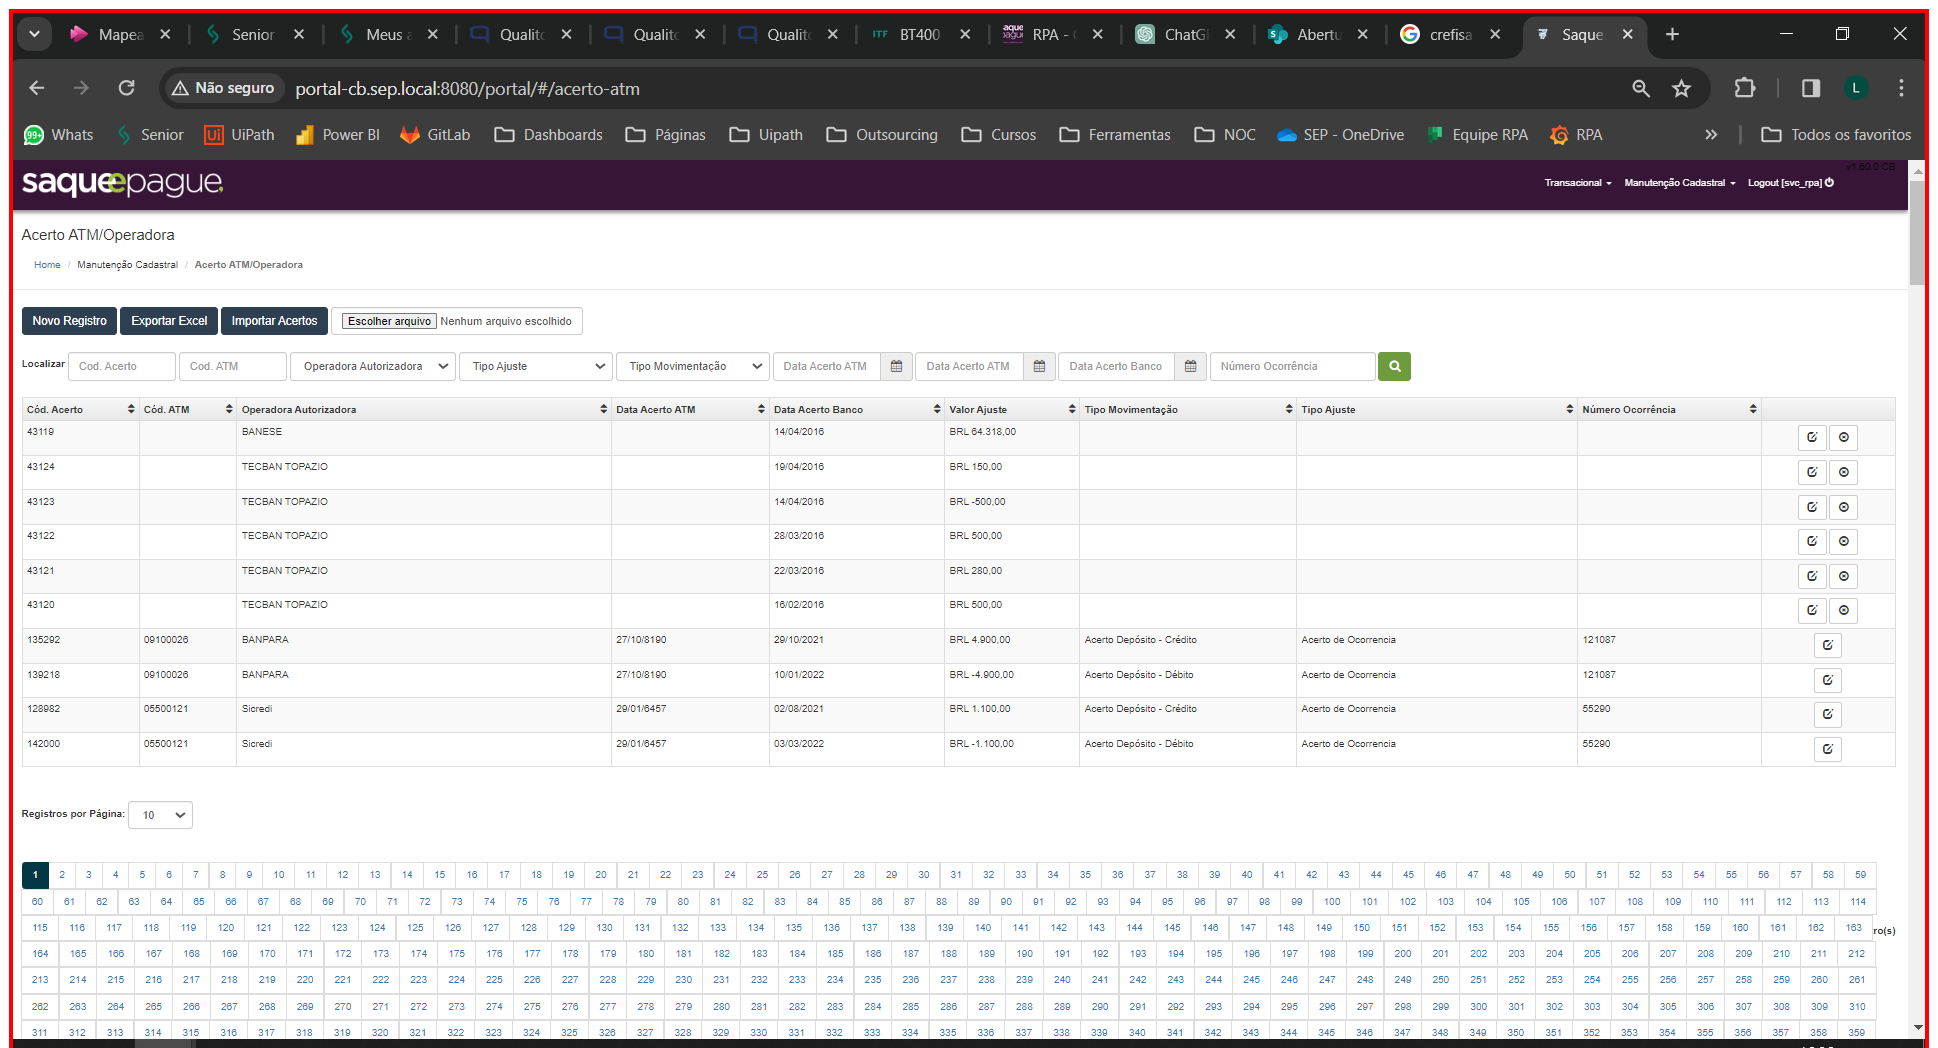 Mapea Senior Meus a Qualito Qualito Qualito BT400 RPA - ChatG Abertu crefisa Saque
Não seguro portal-cb.sep.local:8080/portal/#/acerto-atm L
99+ Whats Senior UiPath Power BI GitLab Dashboards Páginas Uipath Outsourcing Cursos Ferramentas NOC SEP - OneDrive Equipe RPA RPA » Todos os favoritos
v1.60.0 CB
saqueepague. Transacional Manutenção Cadastral Logout [svc_rpa]
Acerto ATM/Operadora
Home / Manutenção Cadastral / Acerto ATM/Operadora
Novo Registro Exportar Excel Importar Acertos Escolher arquivo Nenhum arquivo escolhido
Localizar Cod. Acerto Cod. ATM Operadora Autorizadora Tipo Ajuste Tipo Movimentação Data Acerto ATM Data Acerto ATM Data Acerto Banco Número Ocorrência
Cód. Acerto Cód. ATM Operadora Autorizadora Data Acerto ATM Data Acerto Banco Valor Ajuste Tipo Movimentação Tipo Ajuste Número Ocorrência
43119 BANESE 14/04/2016 BRL 64.318,00
43124 TECBAN TOPAZIO 19/04/2016 BRL 150,00
43123 TECBAN TOPAZIO 14/04/2016 BRL -500,00
43122 TECBAN TOPAZIO 28/03/2016 BRL 500,00
43121 TECBAN TOPAZIO 22/03/2016 BRL 280,00
43120 TECBAN TOPAZIO 16/02/2016 BRL 500,00
135292 09100026 BANPARA 27/10/8190 29/10/2021 BRL 4.900,00 Acerto Depósito - Crédito Acerto de Ocorrencia 121087
139218 09100026 BANPARA 27/10/8190 10/01/2022 BRL -4.900,00 Acerto Depósito - Débito Acerto de Ocorrencia 121087
128982 05500121 Sicredi 29/01/6457 02/08/2021 BRL 1.100,00 Acerto Depósito - Crédito Acerto de Ocorrencia 55290
142000 05500121 Sicredi 29/01/6457 03/03/2022 BRL -1.100,00 Acerto Depósito - Débito Acerto de Ocorrencia 55290
Registros por Página: 10
1 2 3 4 5 6 7 8 9 10 11 12 13 14 15 16 17 18 19 20 21 22 23 24 25 26 27 28 29 30 31 32 33 34 35 36 37 38 39 40 41 42 43 44 45 46 47 48 49 50 51 52 53 54 55 56 57 58 59
60 61 62 63 64 65 66 67 68 69 70 71 72 73 74 75 76 77 78 79 80 81 82 83 84 85 86 87 88 89 90 91 92 93 94 95 96 97 98 99 100 101 102 103 104 105 106 107 108 109 110 111 112 113 114
115 116 117 118 119 120 121 122 123 124 125 126 127 128 129 130 131 132 133 134 135 136 137 138 139 140 141 142 143 144 145 146 147 148 149 150 151 152 153 154 155 156 157 158 159 160 161 162 163 ro(s)
164 165 166 167 168 169 170 171 172 173 174 175 176 177 178 179 180 181 182 183 184 185 186 187 188 189 190 191 192 193 194 195 196 197 198 199 200 201 202 203 204 205 206 207 208 209 210 211 212
213 214 215 216 217 218 219 220 221 222 223 224 225 226 227 228 229 230 231 232 233 234 235 236 237 238 239 240 241 242 243 244 245 246 247 248 249 250 251 252 253 254 255 256 257 258 259 260 261
262 263 264 265 266 267 268 269 270 271 272 273 274 275 276 277 278 279 280 281 282 283 284 285 286 287 288 289 290 291 292 293 294 295 296 297 298 299 300 301 302 303 304 305 306 307 308 309 310
311 312 313 314 315 316 317 318 319 320 321 322 323 324 325 326 327 328 329 330 331 332 333 334 335 336 337 338 339 340 341 342 343 344 345 346 347 348 349 350 351 352 353 354 355 356 357 358 359